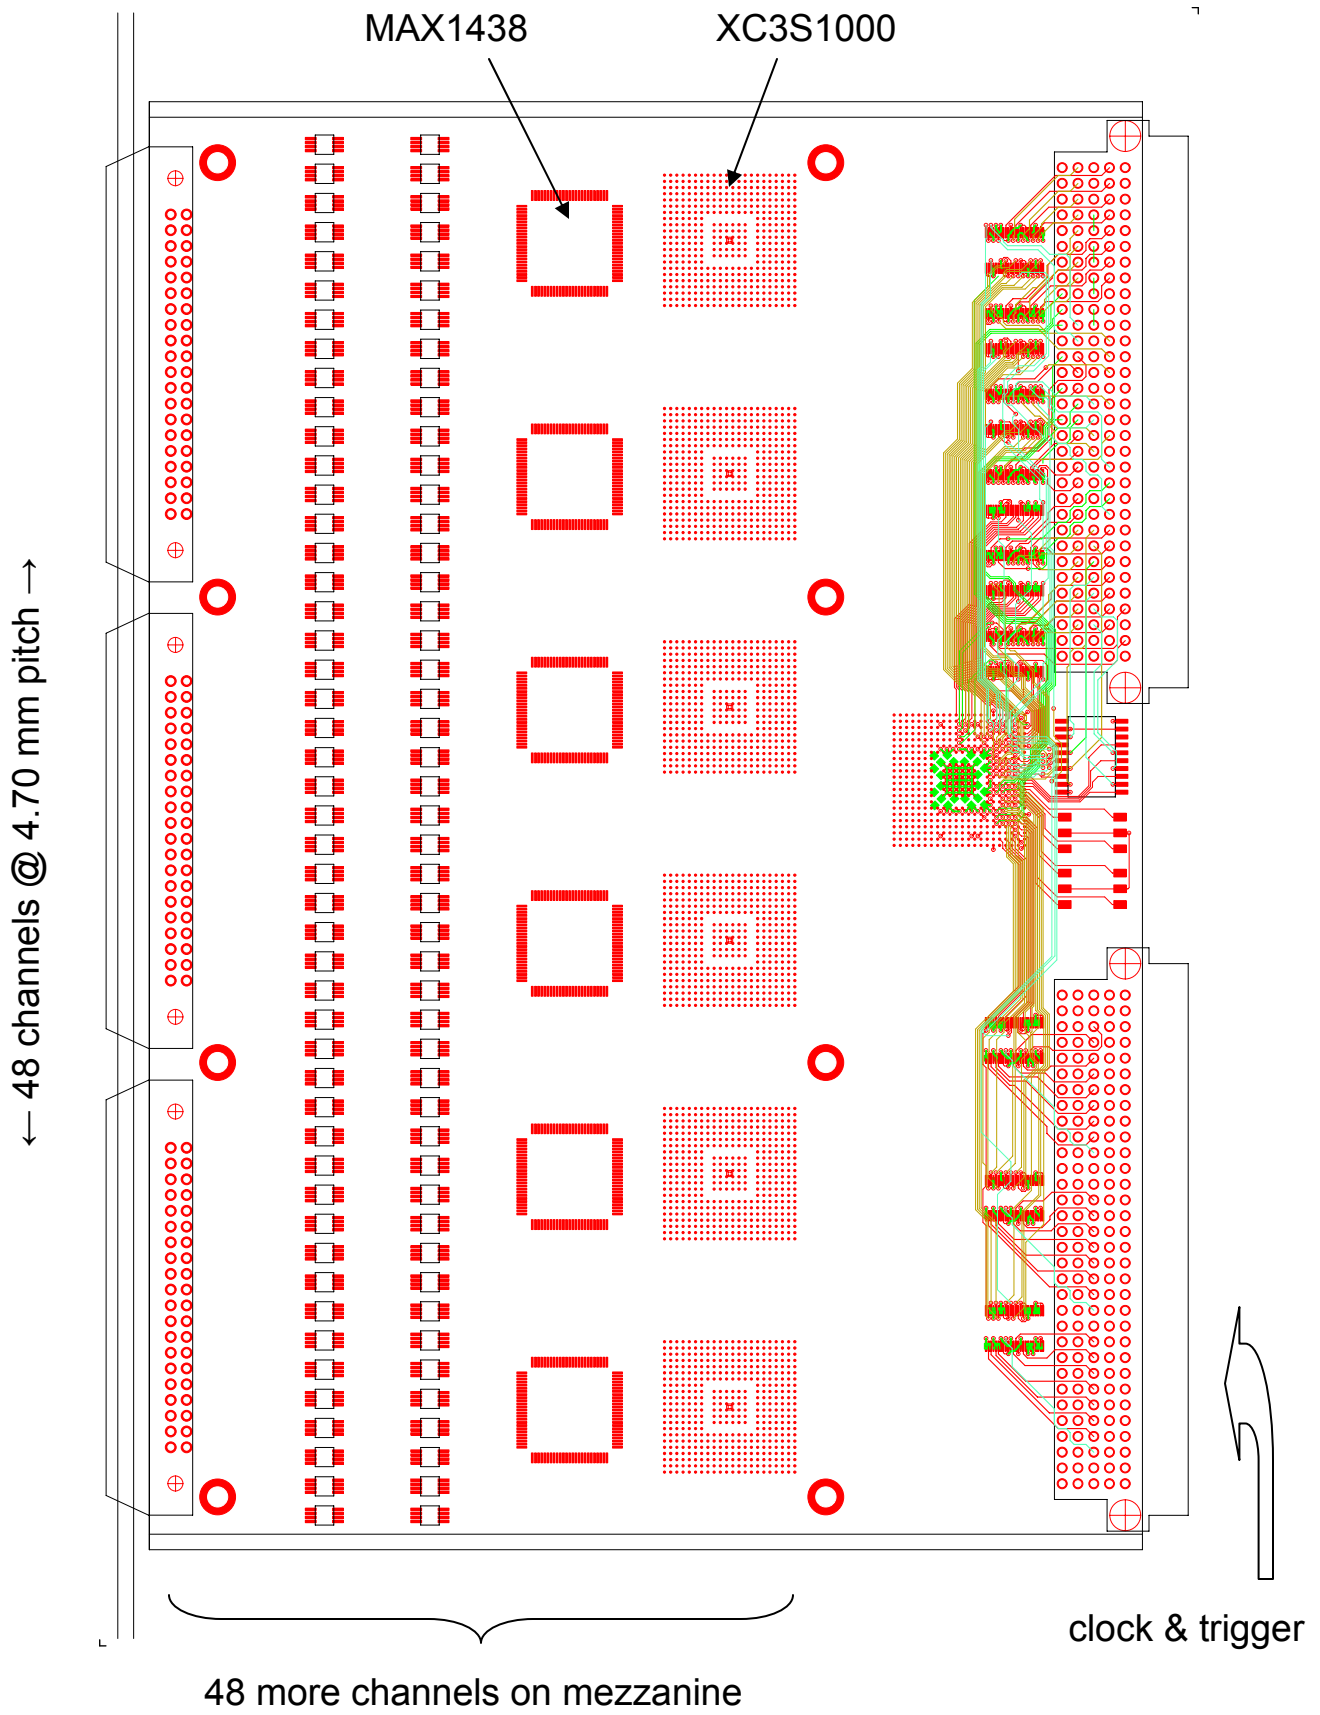 MAX1438
XC3S1000
← 48 channels @ 4.70 mm pitch →
clock & trigger
48 more channels on mezzanine